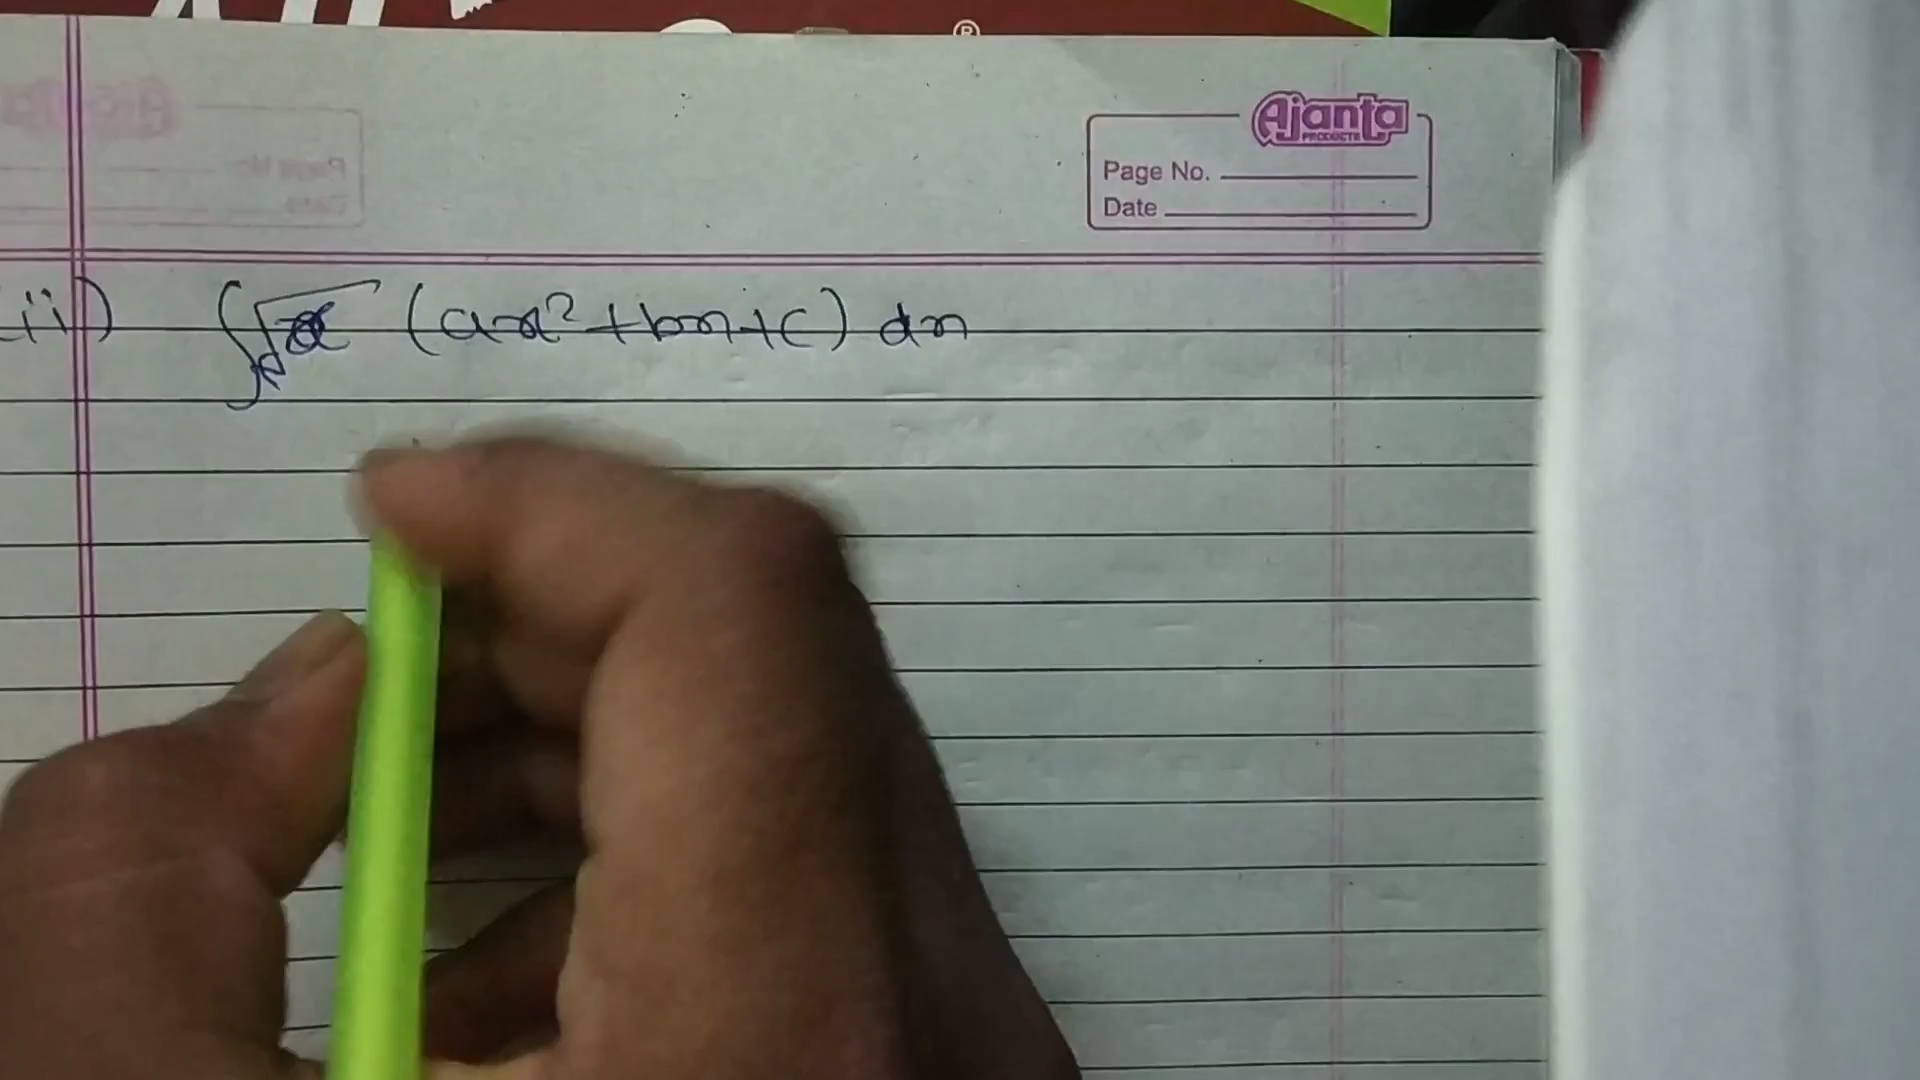 ®
Ajanta
PRODUCTS
Page No.
Date
ii) ∫√x (ax²+bx+c) dx